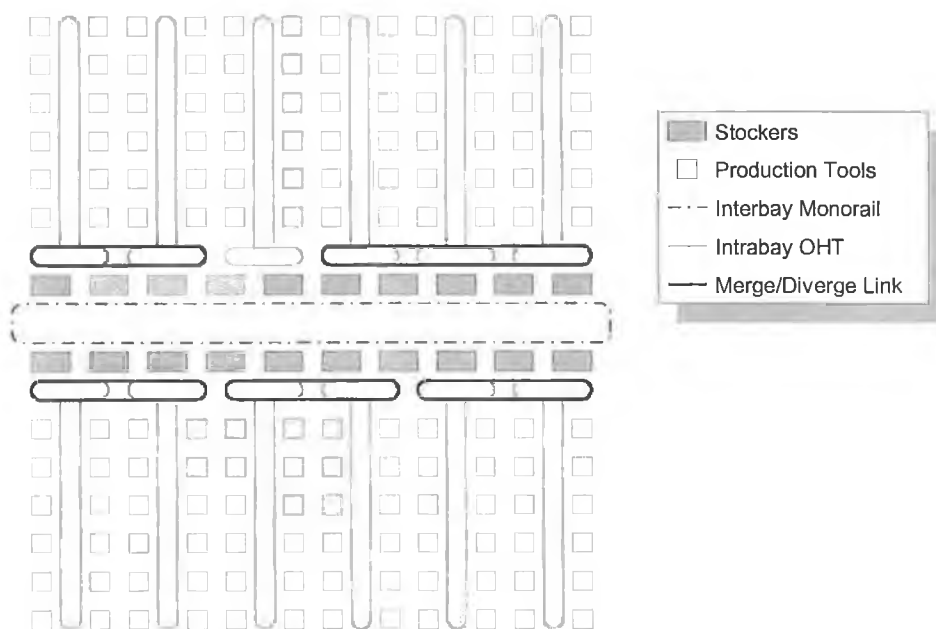 Stockers
Production Tools
Interbay Monorail
Intrabay OHT
Merge/Diverge Link